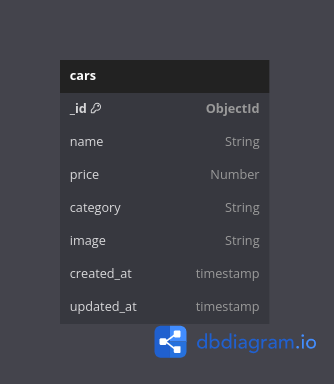 cars
_id ObjectId
name String
price Number
category String
image String
created_at timestamp
updated_at timestamp
dbdiagram.io